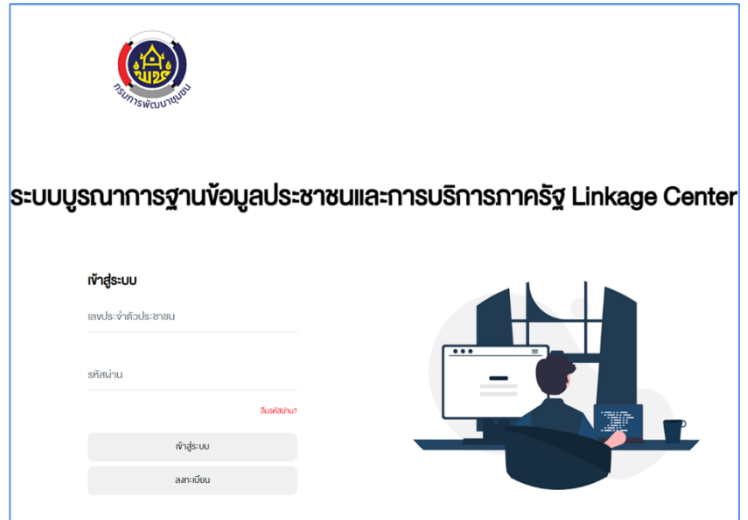 พช
กรมการพัฒนาชุมชน
ระบบบูรณาการฐานข้อมูลประชาชนและการบริการภาครัฐ Linkage Center
เข้าสู่ระบบ
เลขประจำตัวประชาชน
รหัสผ่าน
ลืมรหัสผ่าน?
เข้าสู่ระบบ
ลงทะเบียน